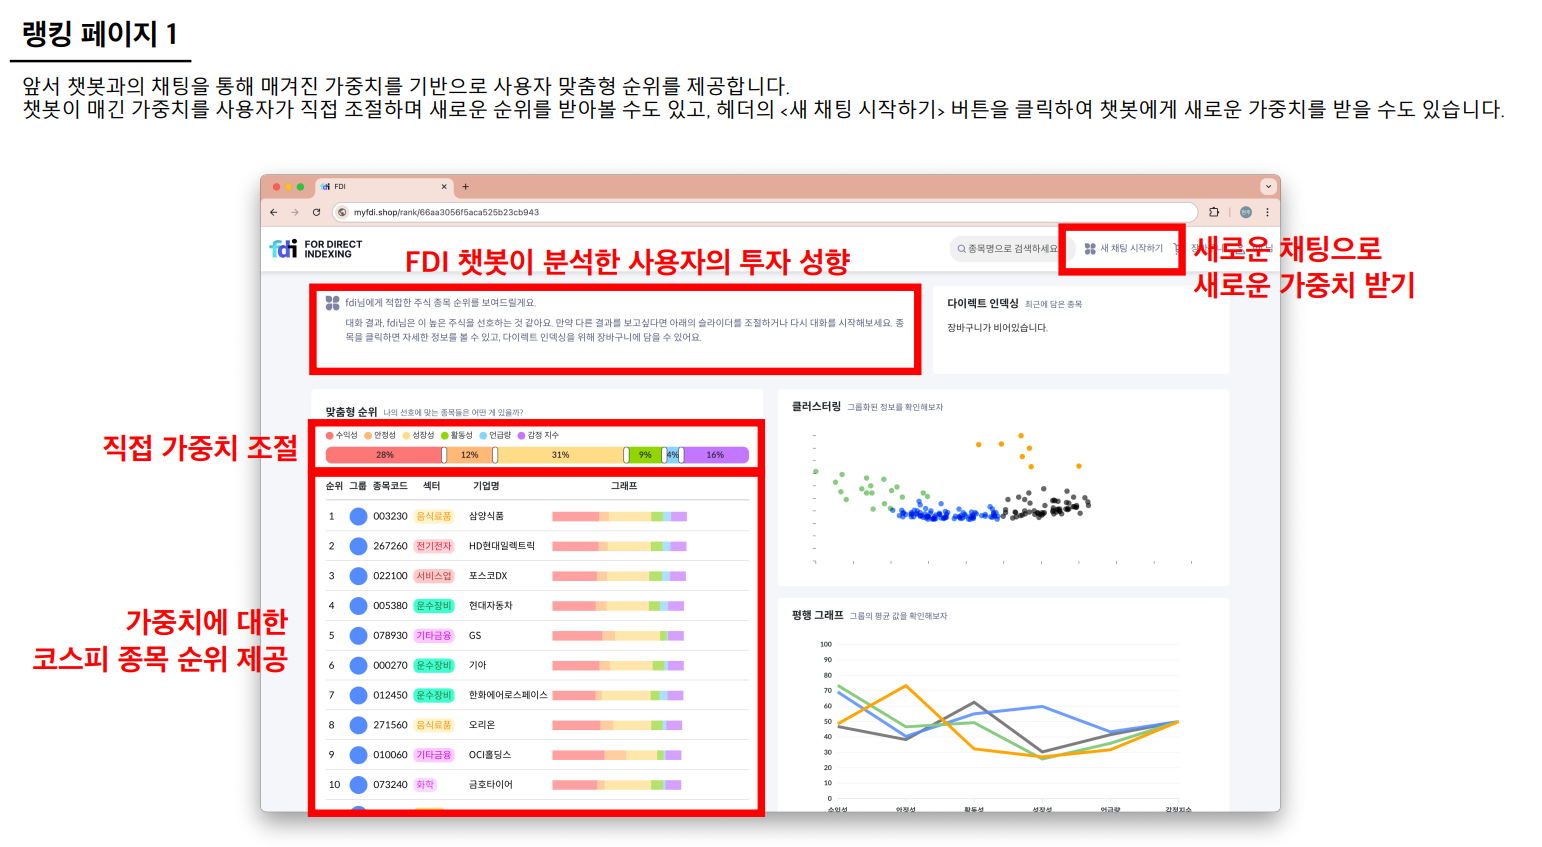 랭킹 페이지 1
앞서 챗봇과의 채팅을 통해 매겨진 가중치를 기반으로 사용자 맞춤형 순위를 제공합니다.
챗봇이 매긴 가중치를 사용자가 직접 조절하며 새로운 순위를 받아볼 수도 있고, 헤더의 <새 채팅 시작하기> 버튼을 클릭하여 챗봇에게 새로운 가중치를 받을 수도 있습니다.
fdi FDI
myfdi.shop/rank/66aa3056f5aca525b23cb943
fdi FOR DIRECT
INDEXING
종목명으로 검색하세요
새 채팅 시작하기
FDI 챗봇이 분석한 사용자의 투자 성향
새로운 채팅으로
새로운 가중치 받기
fdi님에게 적합한 주식 종목 순위를 보여드릴게요.
대화 결과, fdi님은 이 높은 주식을 선호하는 것 같아요. 만약 다른 결과를 보고싶다면 아래의 슬라이더를 조절하거나 다시 대화를 시작해보세요. 종
목을 클릭하면 자세한 정보를 볼 수 있고, 다이렉트 인덱싱을 위해 장바구니에 담을 수 있어요.
다이렉트 인덱싱 최근에 담은 종목
장바구니가 비어있습니다.
맞춤형 순위 나의 선호에 맞는 종목들은 어떤 게 있을까?
직접 가중치 조절
수익성 안정성 성장성 활동성 언급량 감정 지수
28% 12% 31% 9% 4% 16%
가중치에 대한
코스피 종목 순위 제공
순위 그룹 종목코드 섹터 기업명 그래프
1 003230 음식료품 삼양식품
2 267260 전기전자 HD현대일렉트릭
3 022100 서비스업 포스코DX
4 005380 운수장비 현대자동차
5 078930 기타금융 GS
6 000270 운수장비 기아
7 012450 운수장비 한화에어로스페이스
8 271560 음식료품 오리온
9 010060 기타금융 OCI홀딩스
10 073240 화학 금호타이어
클러스터링 그룹화된 정보를 확인해보자
평행 그래프 그룹의 평균 값을 확인해보자
100
90
80
70
60
50
40
30
20
10
0
수익성 안정성 활동성 성장성 언급량 감정지수